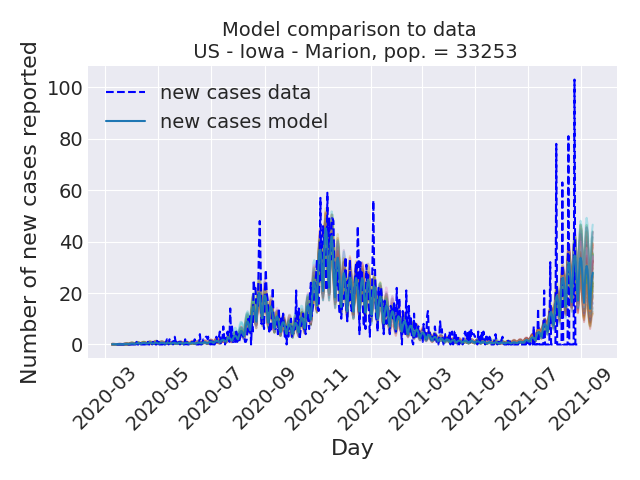 Model comparison to data
US - Iowa - Marion, pop. = 33253
Number of new cases reported
100
80
60
40
20
0
new cases data
new cases model
2020-03
2020-05
2020-07
2020-09
2020-11
2021-01
2021-03
2021-05
2021-07
2021-09
Day